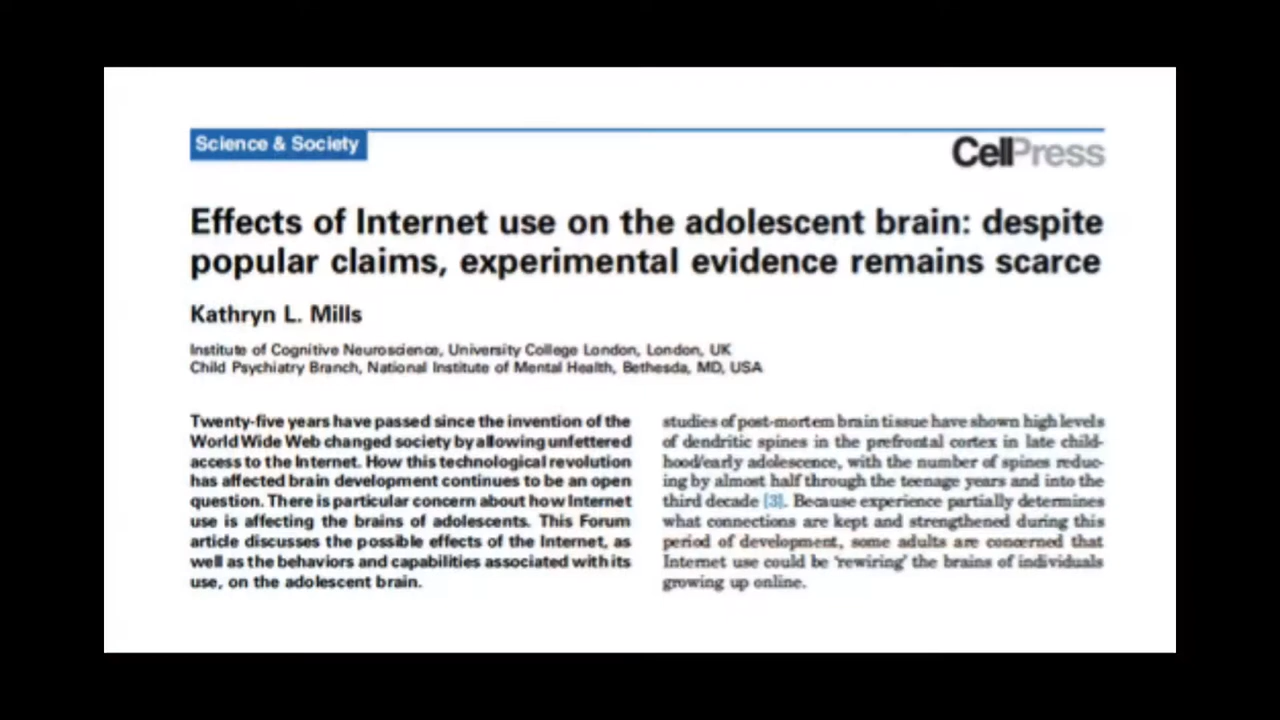 Science & Society
CellPress
Effects of Internet use on the adolescent brain: despite
popular claims, experimental evidence remains scarce
Kathryn L. Mills
Institute of Cognitive Neuroscience, University College London, London, UK
Child Psychiatry Branch, National Institute of Mental Health, Bethesda, MD, USA
Twenty-five years have passed since the invention of the
World Wide Web changed society by allowing unfettered
access to the Internet. How this technological revolution
has affected brain development continues to be an open
question. There is particular concern about how Internet
use is affecting the brains of adolescents. This Forum
article discusses the possible effects of the Internet, as
well as the behaviors and capabilities associated with its
use, on the adolescent brain.
studies of post-mortem brain tissue have shown high levels
of dendritic spines in the prefrontal cortex in late child-
hood/early adolescence, with the number of spines reduc-
ing by almost half through the teenage years and into the
third decade [3]. Because experience partially determines
what connections are kept and strengthened during this
period of development, some adults are concerned that
Internet use could be 'rewiring' the brains of individuals
growing up online.